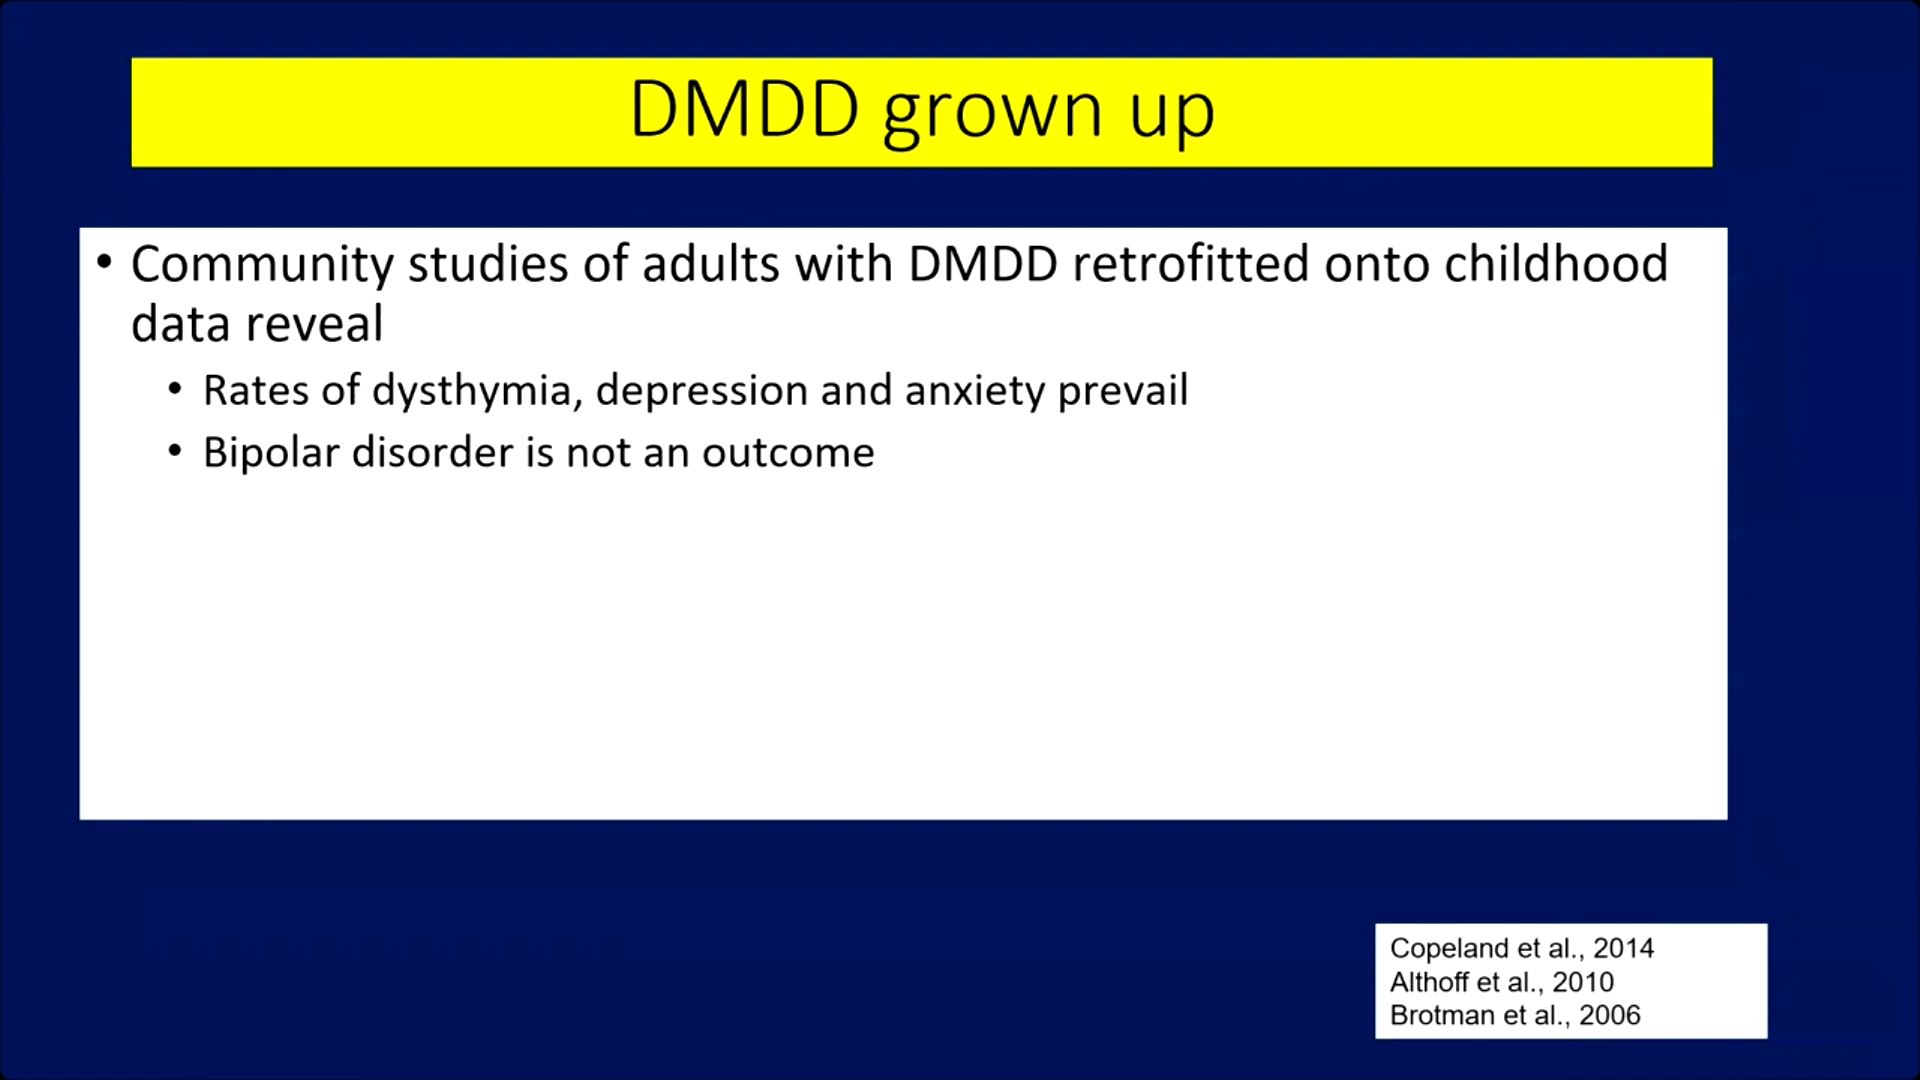 DMDD grown up
• Community studies of adults with DMDD retrofitted onto childhood
data reveal
• Rates of dysthymia, depression and anxiety prevail
• Bipolar disorder is not an outcome
Copeland et al., 2014
Althoff et al., 2010
Brotman et al., 2006